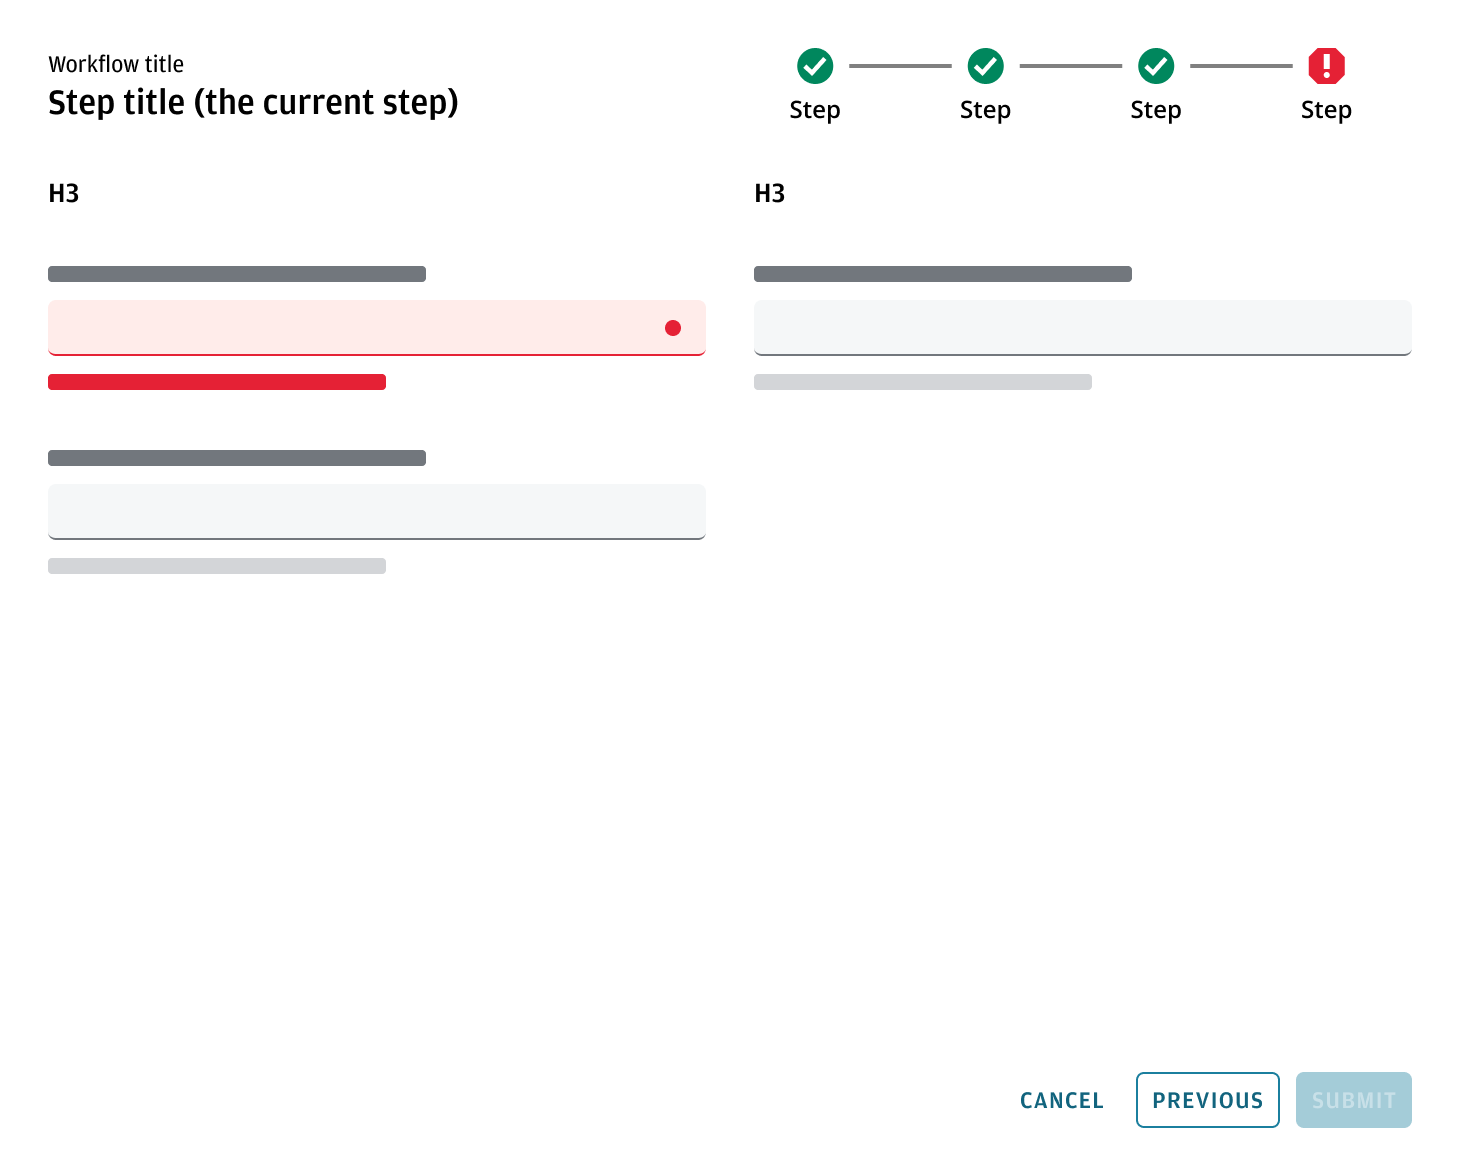 Workflow title
Step title (the current step)
Step Step Step Step
H3
H3
CANCEL PREVIOUS SUBMIT